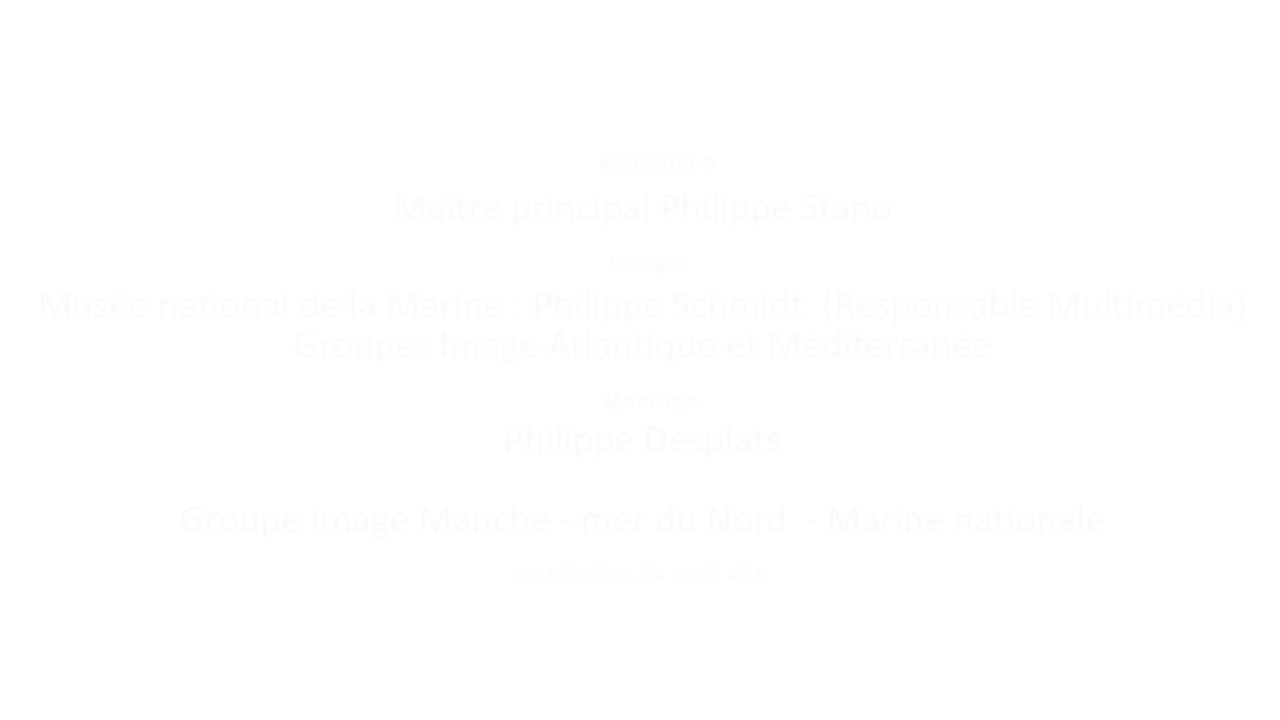 Réalisation
Maître principal Philippe Stano
Images
Musée national de la Marine : Philippe Schmidt (Responsable Multimédia)
Groupes Image Atlantique et Méditerranée
Montage
Philippe Desplats
Groupe Image Manche - mer du Nord - Marine nationale